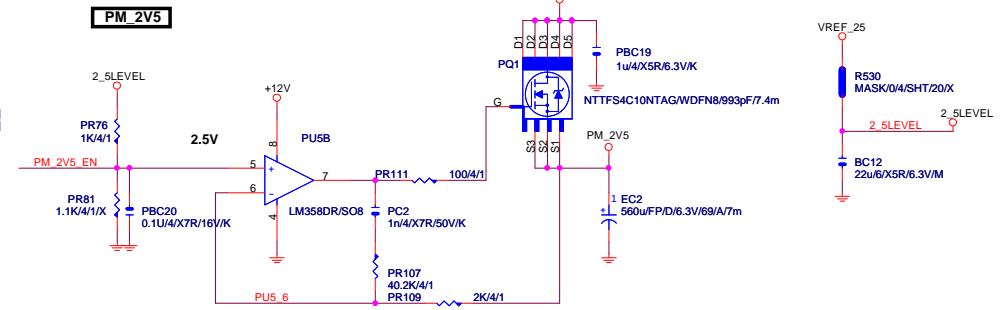 PM_2V5
2_5LEVEL
PR76
1K/4/1
PM_2V5_EN
PR81
1.1K/4/1/X
PBC20
0.1U/4/X7R/16V/K
2.5V
+12V
8
PU5B
5
+
6
-
7
4
LM358DR/SO8
PR111
100/4/1
PC2
1n/4/X7R/50V/K
PR107
40.2K/4/1
PR109
2K/4/1
PU5_6
D1
D2
D3
D4
D5
PQ1
G
NTTFS4C10NTAG/WDFN8/993pF/7.4m
S3
S2
S1
PBC19
1u/4/X5R/6.3V/K
PM_2V5
1
EC2
+
560u/FP/D/6.3V/69/A/7m
VREF_25
R530
MASK/0/4/SHT/20/X
2_5LEVEL
2_5LEVEL
BC12
22u/6/X5R/6.3V/M